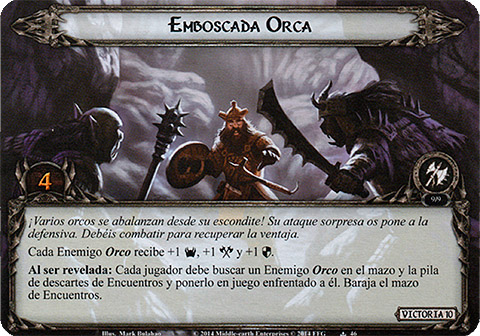 Emboscada Orca
4
9/9
¡Varios orcos se abalanzan desde su escondite! Su ataque sorpresa os pone a la
defensiva. Debéis combatir para recuperar la ventaja.
Cada Enemigo Orco recibe +1 , +1 y +1 .
Al ser revelada: Cada jugador debe buscar un Enemigo Orco en el mazo y la pila
de descartes de Encuentros y ponerlo en juego enfrentado a él. Baraja el mazo
de Encuentros.
Victoria 10
Illus. Mark Bulahao © 2014 Middle-earth Enterprises © 2014 FFG 46